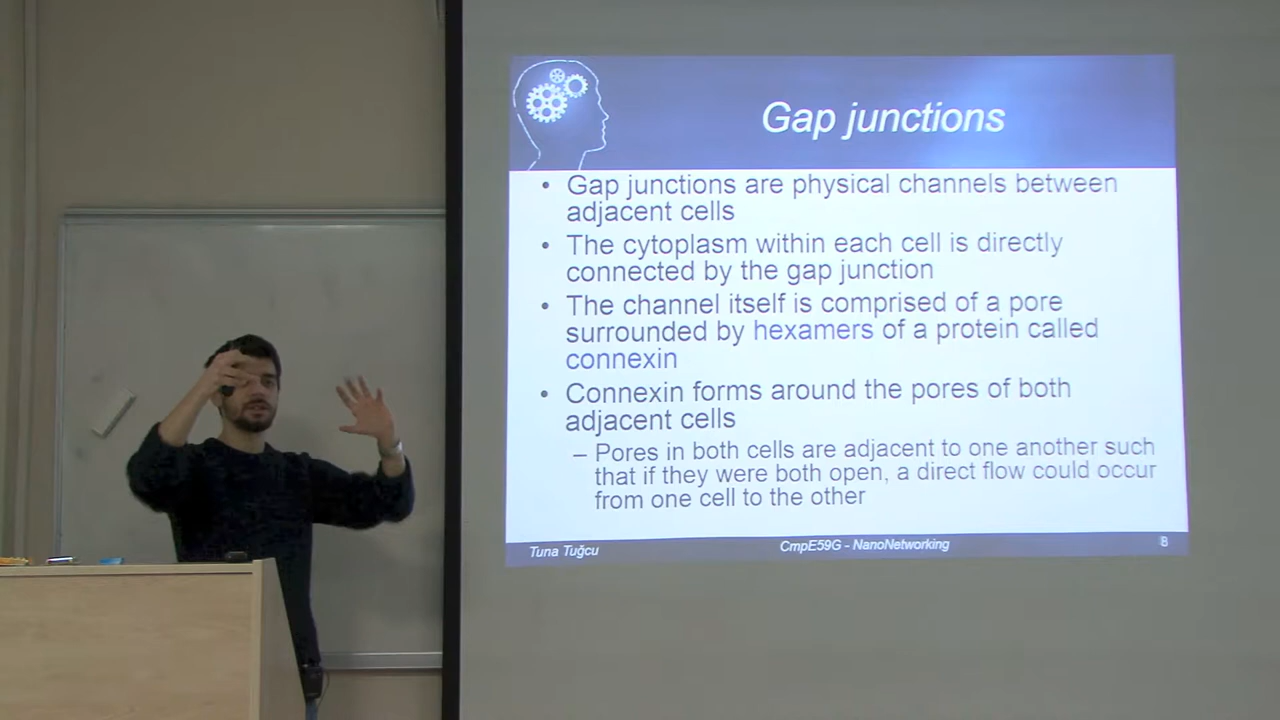 Gap junctions
• Gap junctions are physical channels between
adjacent cells
• The cytoplasm within each cell is directly
connected by the gap junction
• The channel itself is comprised of a pore
surrounded by hexamers of a protein called
connexin
• Connexin forms around the pores of both
adjacent cells
– Pores in both cells are adjacent to one another such
that if they were both open, a direct flow could occur
from one cell to the other
Tuna Tuğcu
CmpE59G - NanoNetworking
8